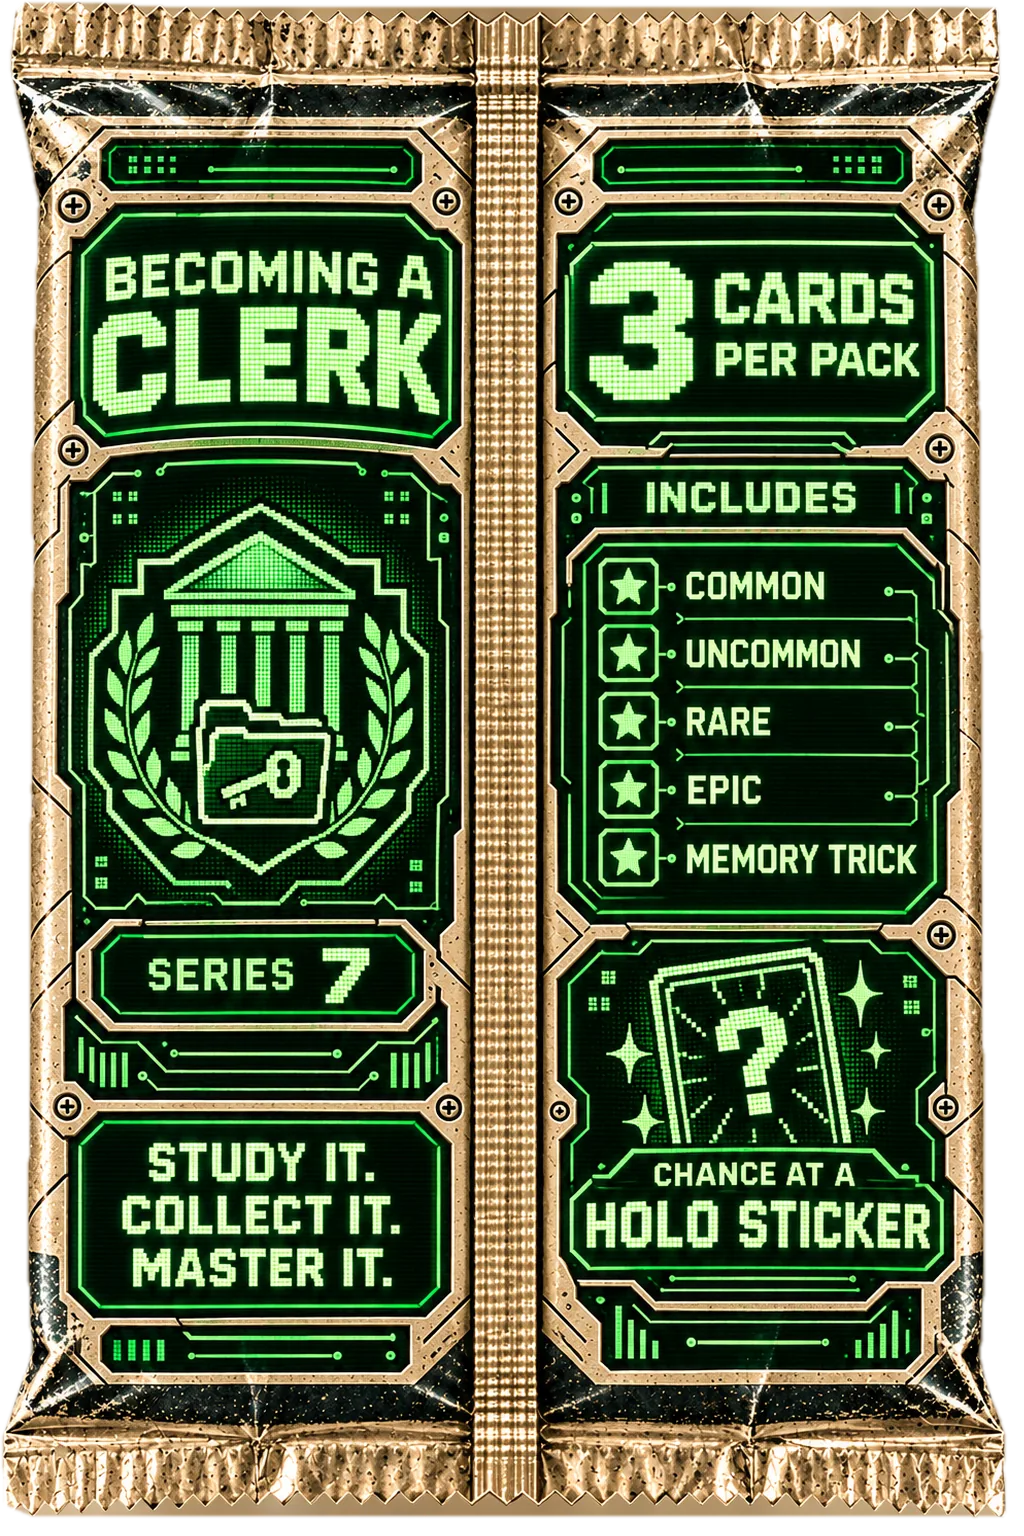 BECOMING A
CLERK
SERIES 7
STUDY IT.
COLLECT IT.
MASTER IT.
3 CARDS
PER PACK
INCLUDES
COMMON
UNCOMMON
RARE
EPIC
MEMORY TRICK
?
CHANCE AT A
HOLO STICKER